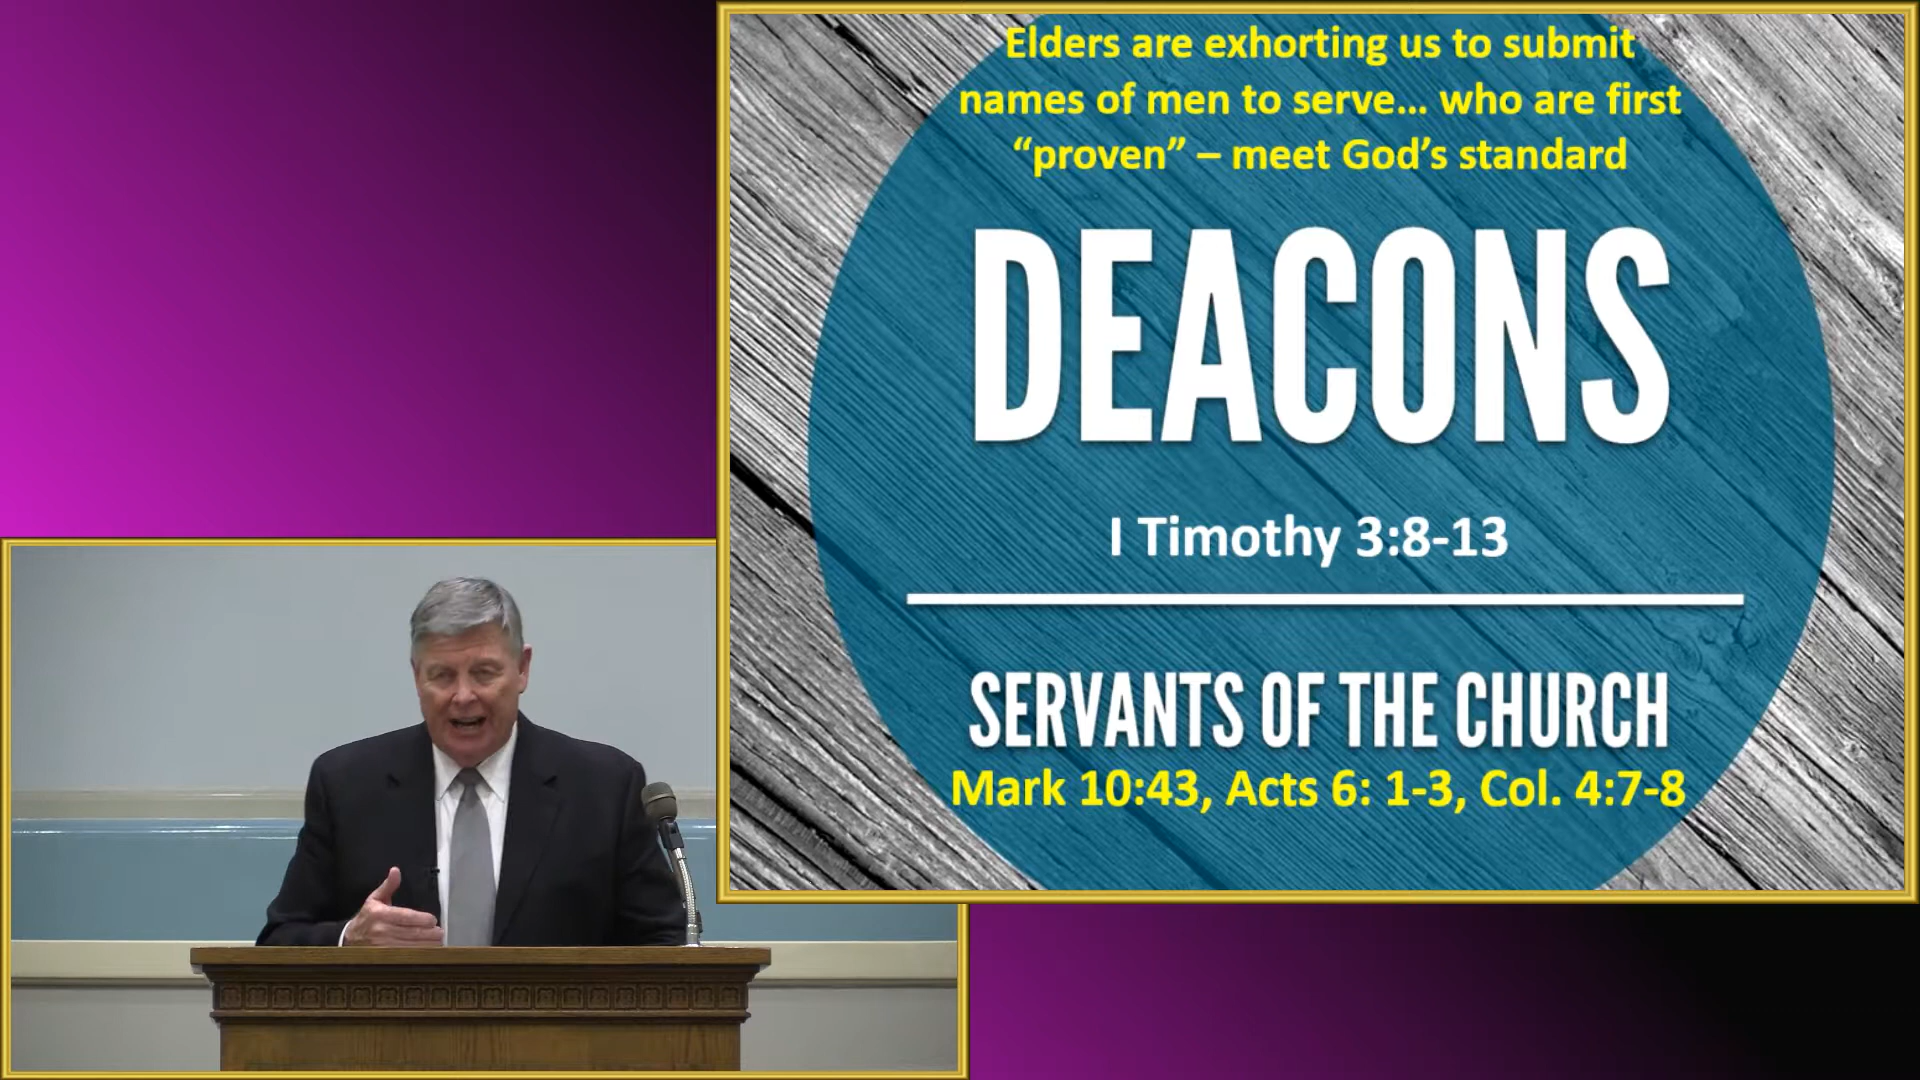 Elders are exhorting us to submit
names of men to serve... who are first
“proven” – meet God’s standard
DEACONS
I Timothy 3:8-13
SERVANTS OF THE CHURCH
Mark 10:43, Acts 6: 1-3, Col. 4:7-8